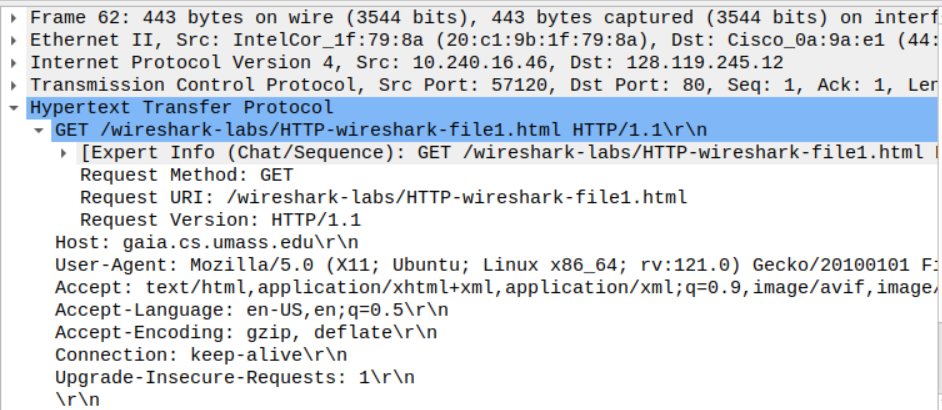 Frame 62: 443 bytes on wire (3544 bits), 443 bytes captured (3544 bits) on interf
Ethernet II, Src: IntelCor_1f:79:8a (20:c1:9b:1f:79:8a), Dst: Cisco_0a:9a:e1 (44:
Internet Protocol Version 4, Src: 10.240.16.46, Dst: 128.119.245.12
Transmission Control Protocol, Src Port: 57120, Dst Port: 80, Seq: 1, Ack: 1, Len
Hypertext Transfer Protocol
GET /wireshark-labs/HTTP-wireshark-file1.html HTTP/1.1\r\n
[Expert Info (Chat/Sequence): GET /wireshark-labs/HTTP-wireshark-file1.html
Request Method: GET
Request URI: /wireshark-labs/HTTP-wireshark-file1.html
Request Version: HTTP/1.1
Host: gaia.cs.umass.edu\r\n
User-Agent: Mozilla/5.0 (X11; Ubuntu; Linux x86_64; rv:121.0) Gecko/20100101 Fi
Accept: text/html,application/xhtml+xml,application/xml;q=0.9,image/avif,image/
Accept-Language: en-US,en;q=0.5\r\n
Accept-Encoding: gzip, deflate\r\n
Connection: keep-alive\r\n
Upgrade-Insecure-Requests: 1\r\n
\r\n